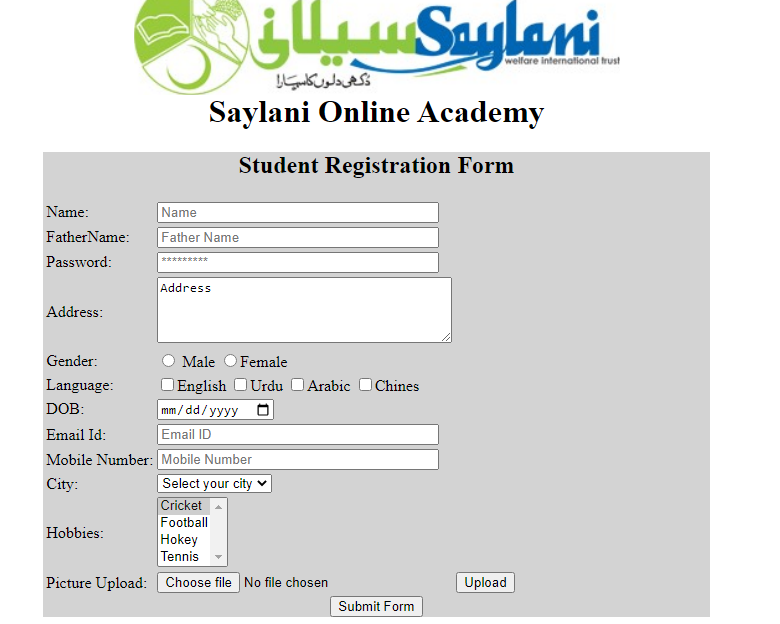 سیلانی Saylani
welfare international trust
دُکھی دلوں کا سہارا
Saylani Online Academy
Student Registration Form
Name: Name
FatherName: Father Name
Password: *********
Address: Address
Gender: Male Female
Language: English Urdu Arabic Chines
DOB: mm/dd/yyyy
Email Id: Email ID
Mobile Number: Mobile Number
City: Select your city
Hobbies: Cricket
Football
Hokey
Tennis
Picture Upload: Choose file No file chosen Upload
Submit Form